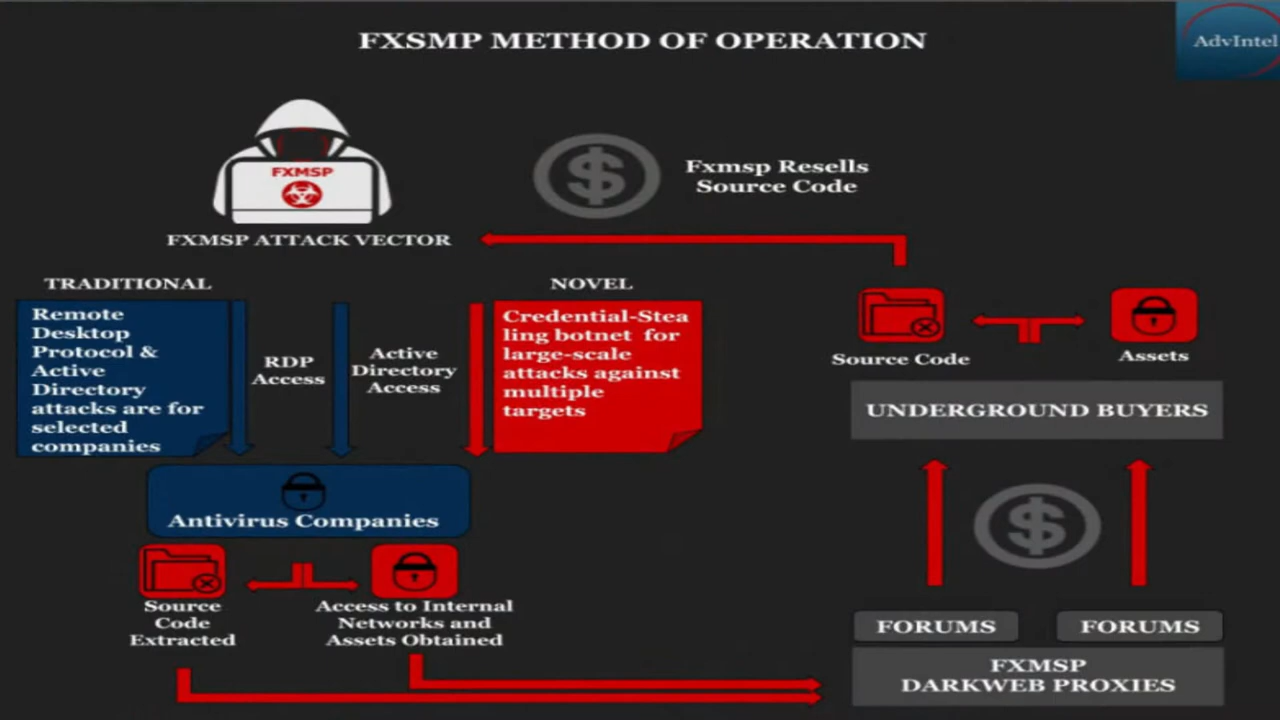 FXSMP METHOD OF OPERATION
AdvIntel
FXMSP
FXMSP ATTACK VECTOR
Fxmsp Resells
Source Code
TRADITIONAL
Remote
Desktop
Protocol &
Active
Directory
attacks are for
selected
companies
RDP
Access
Active
Directory
Access
NOVEL
Credential-Stea
ling botnet for
large-scale
attacks against
multiple
targets
Antivirus Companies
Source
Code
Extracted
Access to Internal
Networks and
Assets Obtained
Source Code
Assets
UNDERGROUND BUYERS
FORUMS
FORUMS
FXMSP
DARKWEB PROXIES